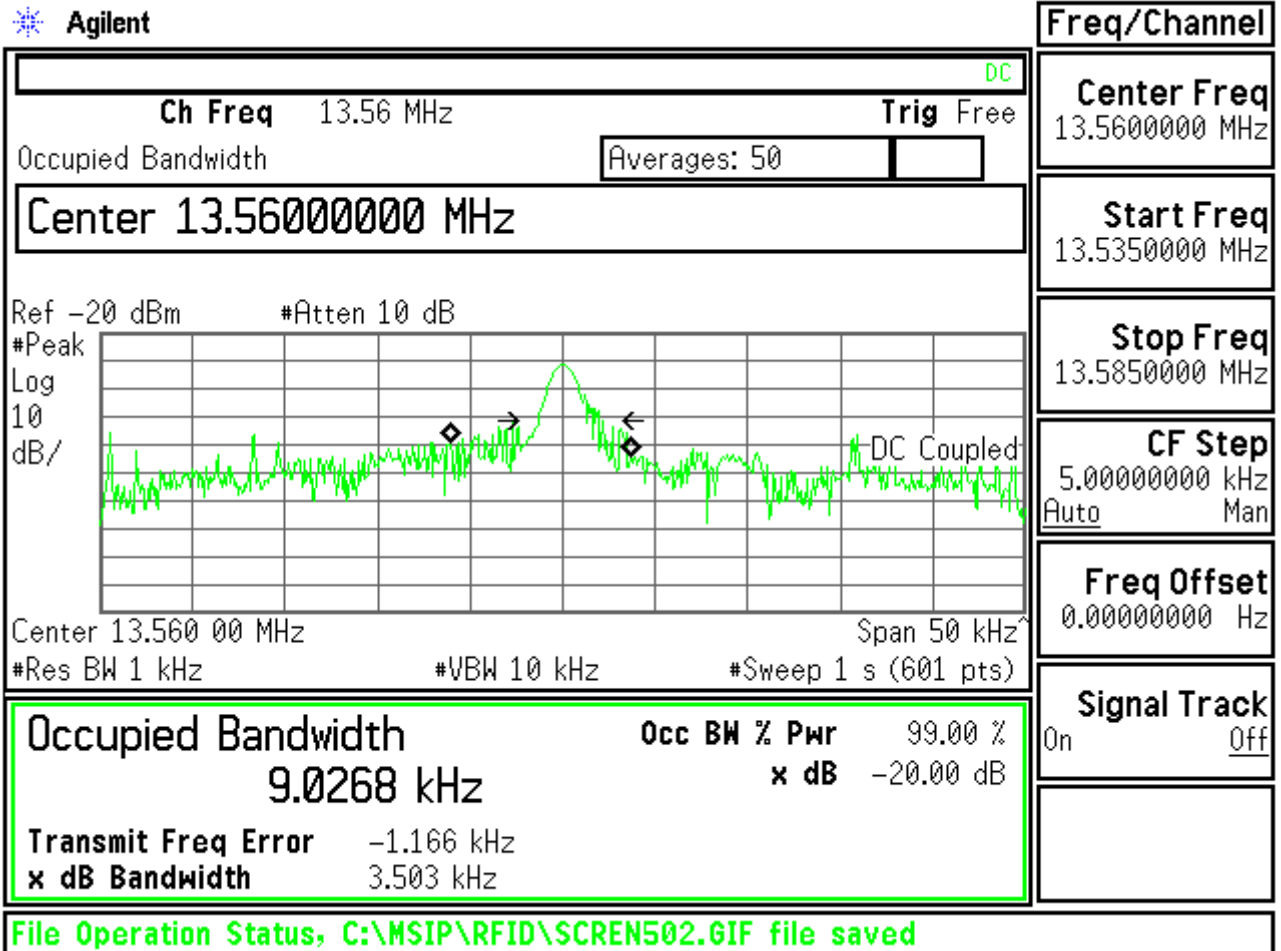 Agilent
DC
Ch Freq 13.56 MHz Trig Free
Occupied Bandwidth Averages: 50
Center 13.56000000 MHz
Ref -20 dBm #Atten 10 dB
#Peak
Log
10
dB/
DC Coupled
Center 13.560 00 MHz Span 50 kHz^
#Res BW 1 kHz #VBW 10 kHz #Sweep 1 s (601 pts)
Occupied Bandwidth
9.0268 kHz
Occ BW % Pwr 99.00 %
x dB -20.00 dB
Transmit Freq Error -1.166 kHz
x dB Bandwidth 3.503 kHz
File Operation Status, C:\MSIP\RFID\SCREN502.GIF file saved
Freq/Channel
Center Freq
13.5600000 MHz
Start Freq
13.5350000 MHz
Stop Freq
13.5850000 MHz
CF Step
5.00000000 kHz
Auto Man
Freq Offset
0.00000000 Hz
Signal Track
On Off